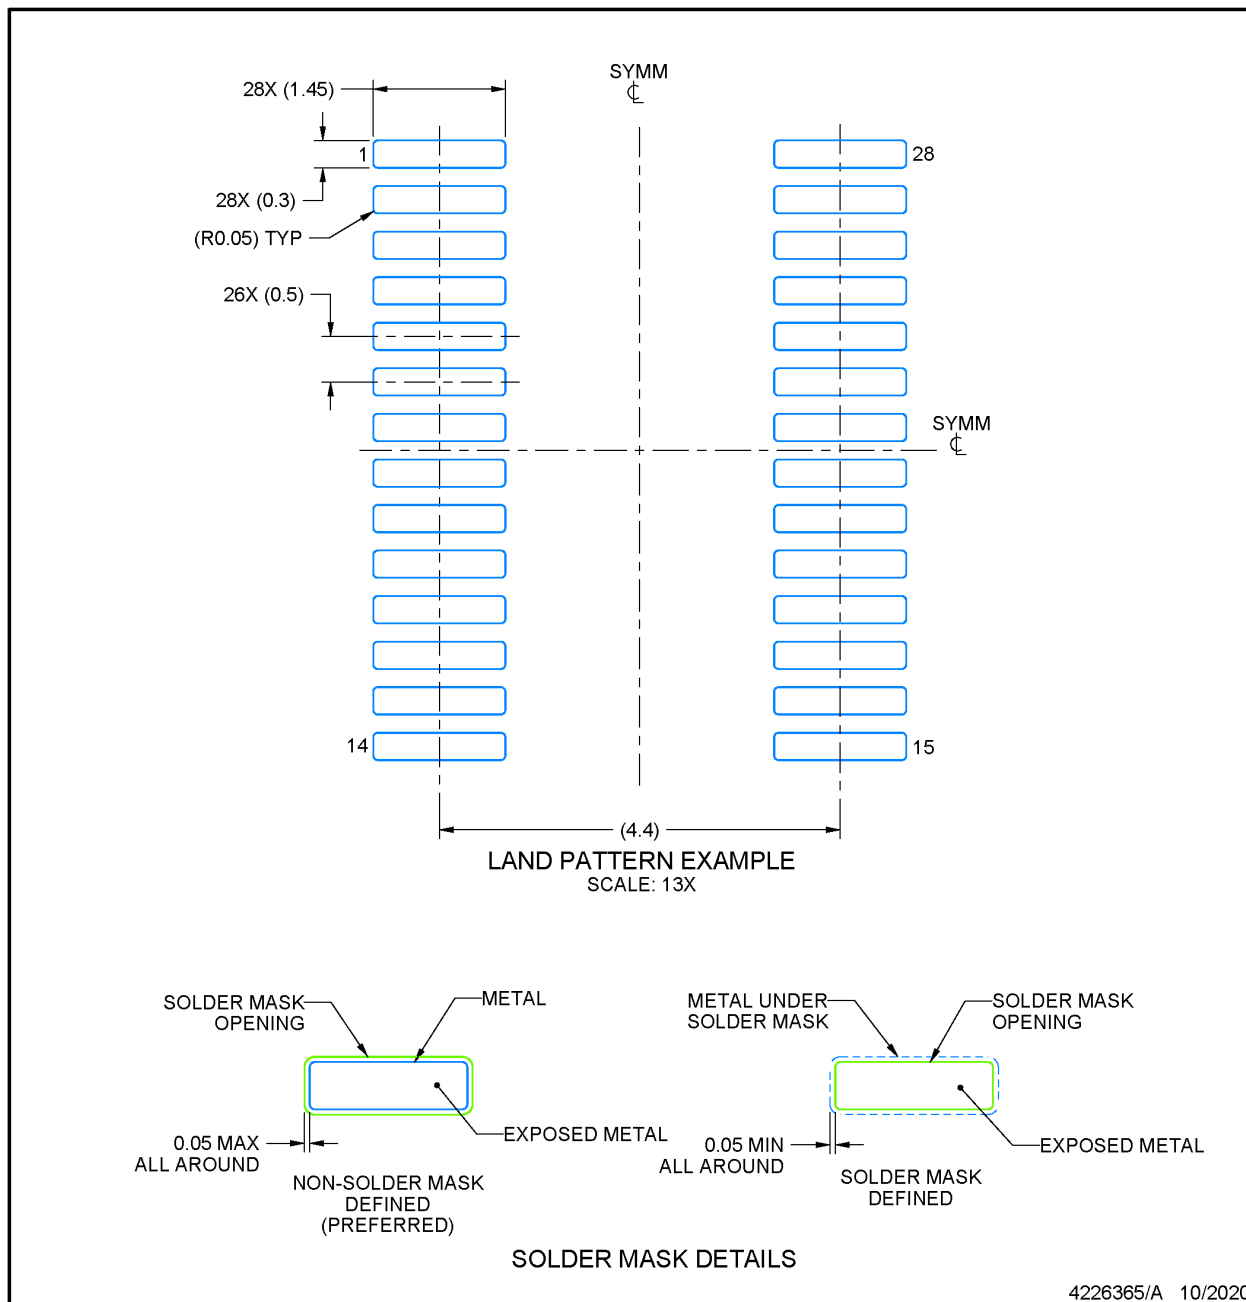 SYMM
℄
28X (1.45)
1
28
28X (0.3)
(R0.05) TYP
26X (0.5)
SYMM
℄
14
15
(4.4)
LAND PATTERN EXAMPLE
SCALE: 13X
SOLDER MASK
OPENING
METAL
EXPOSED METAL
0.05 MAX
ALL AROUND
NON-SOLDER MASK
DEFINED
(PREFERRED)
METAL UNDER
SOLDER MASK
SOLDER MASK
OPENING
EXPOSED METAL
0.05 MIN
ALL AROUND
SOLDER MASK
DEFINED
SOLDER MASK DETAILS
4226365/A 10/2020